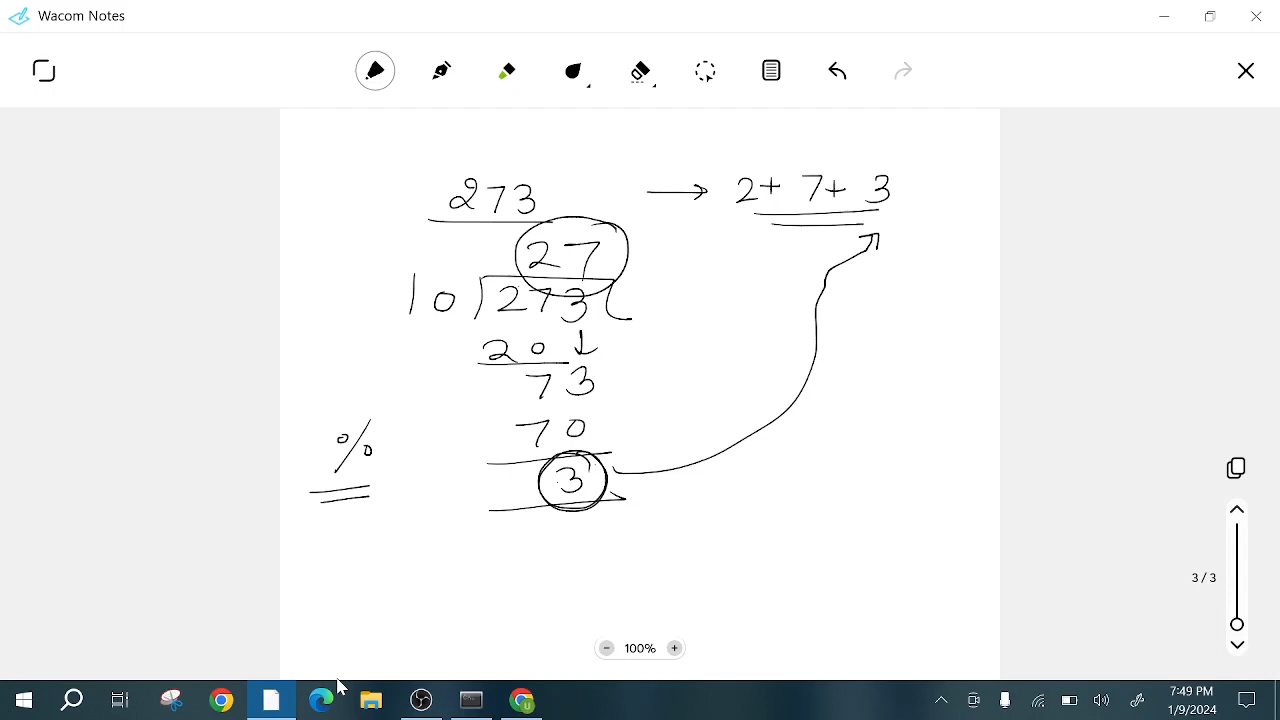 Wacom Notes
273 → 2+ 7+ 3
27
10)273(
20 ↓
73
70
%
3
3 / 3
100%
7:49 PM
1/9/2024